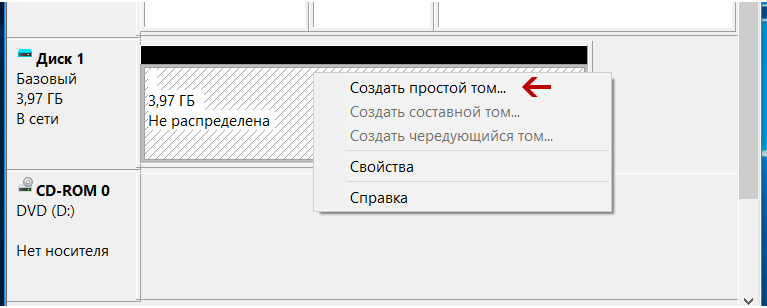 Диск 1
Базовый
3,97 ГБ
В сети
3,97 ГБ
Не распределена
Создать простой том...
Создать составной том...
Создать чередующийся том...
Свойства
Справка
CD-ROM 0
DVD (D:)
Нет носителя